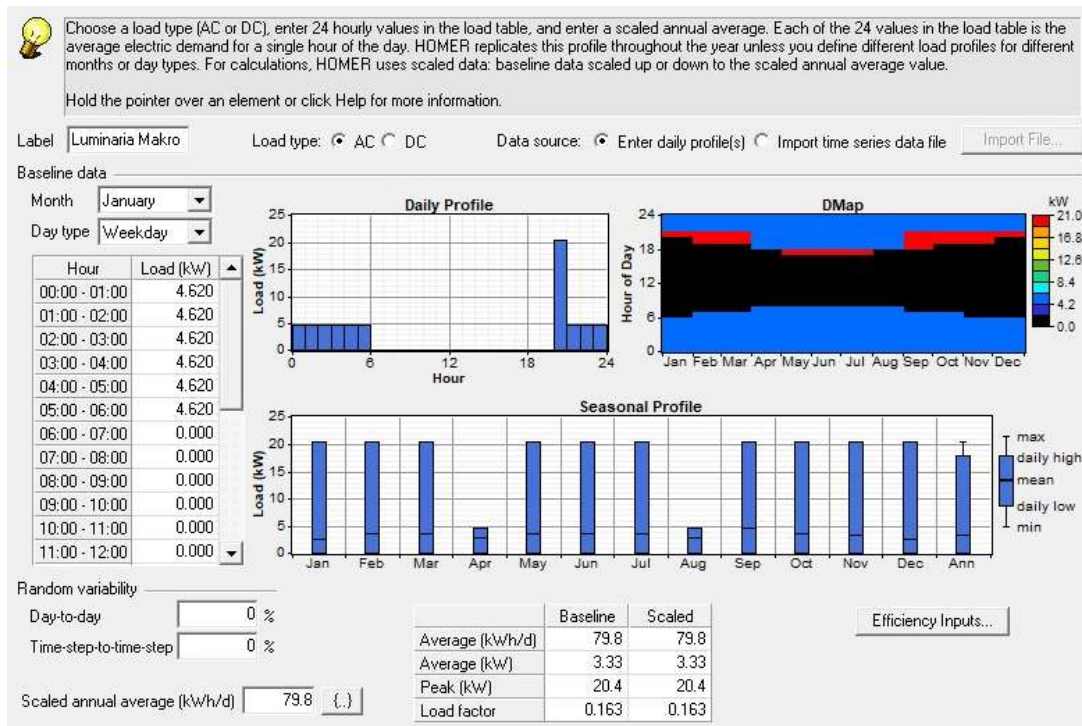 Choose a load type (AC or DC), enter 24 hourly values in the load table, and enter a scaled annual average. Each of the 24 values in the load table is the
average electric demand for a single hour of the day. HOMER replicates this profile throughout the year unless you define different load profiles for different
months or day types. For calculations, HOMER uses scaled data: baseline data scaled up or down to the scaled annual average value.
Hold the pointer over an element or click Help for more information.
Label Luminaria Makro Load type: AC DC Data source: Enter daily profile(s) Import time series data file Import File...
Baseline data
Month January
Day type Weekday
Hour Load (kW)
00:00 - 01:00 4.620
01:00 - 02:00 4.620
02:00 - 03:00 4.620
03:00 - 04:00 4.620
04:00 - 05:00 4.620
05:00 - 06:00 4.620
06:00 - 07:00 0.000
07:00 - 08:00 0.000
08:00 - 09:00 0.000
09:00 - 10:00 0.000
10:00 - 11:00 0.000
11:00 - 12:00 0.000
Daily Profile
Load (kW)
25
20
15
10
5
0
0 6 12 18 24
Hour
DMap
Hour of Day
24
18
12
6
0
Jan Feb Mar Apr May Jun Jul Aug Sep Oct Nov Dec
kW
21.0
16.8
12.6
8.4
4.2
0.0
Seasonal Profile
Load (kW)
25
20
15
10
5
0
Jan Feb Mar Apr May Jun Jul Aug Sep Oct Nov Dec Ann
max
daily high
mean
daily low
min
Random variability
Day-to-day 0 %
Time-step-to-time-step 0 %
Scaled annual average (kWh/d) 79.8 {..}
Baseline Scaled
Average (kWh/d) 79.8 79.8
Average (kW) 3.33 3.33
Peak (kW) 20.4 20.4
Load factor 0.163 0.163
Efficiency Inputs...